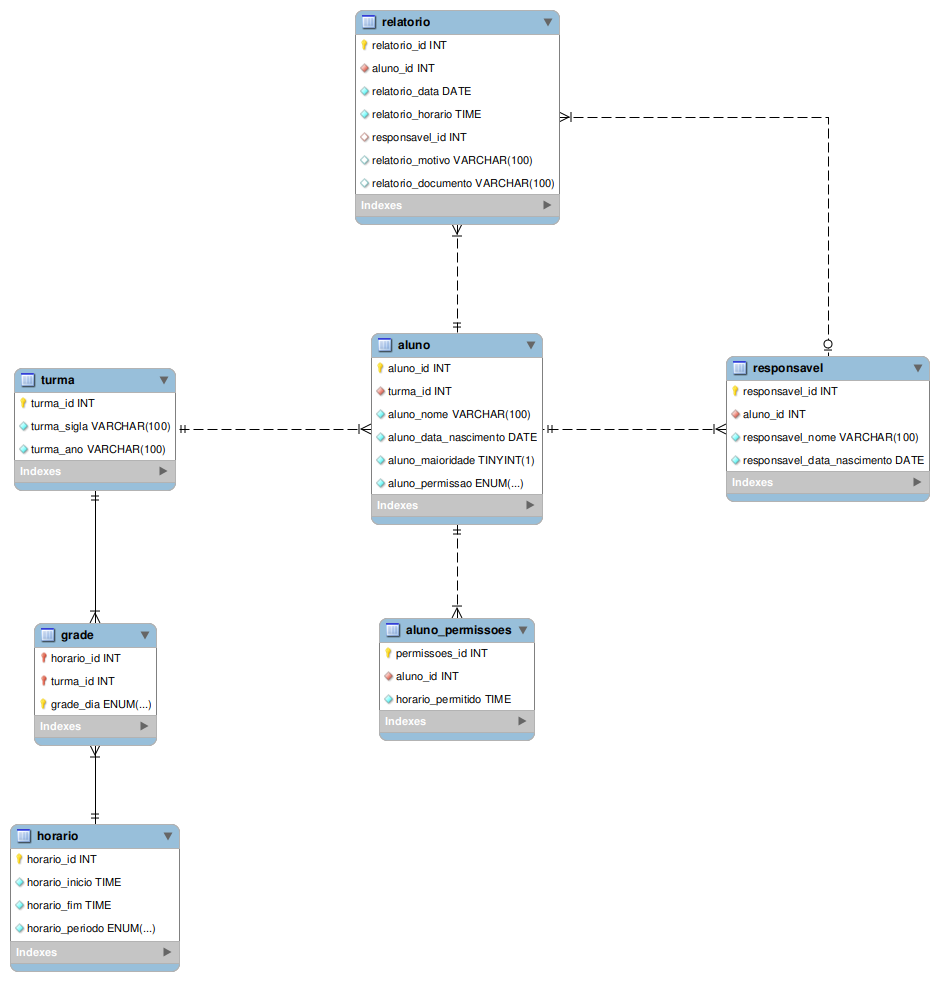 relatorio
relatorio_id INT
aluno_id INT
relatorio_data DATE
relatorio_horario TIME
responsavel_id INT
relatorio_motivo VARCHAR(100)
relatorio_documento VARCHAR(100)
Indexes
aluno
aluno_id INT
turma_id INT
aluno_nome VARCHAR(100)
aluno_data_nascimento DATE
aluno_maioridade TINYINT(1)
aluno_permissao ENUM(...)
Indexes
responsavel
responsavel_id INT
aluno_id INT
responsavel_nome VARCHAR(100)
responsavel_data_nascimento DATE
Indexes
turma
turma_id INT
turma_sigla VARCHAR(100)
turma_ano VARCHAR(100)
Indexes
grade
horario_id INT
turma_id INT
grade_dia ENUM(...)
Indexes
aluno_permissoes
permissoes_id INT
aluno_id INT
horario_permitido TIME
Indexes
horario
horario_id INT
horario_inicio TIME
horario_fim TIME
horario_periodo ENUM(...)
Indexes